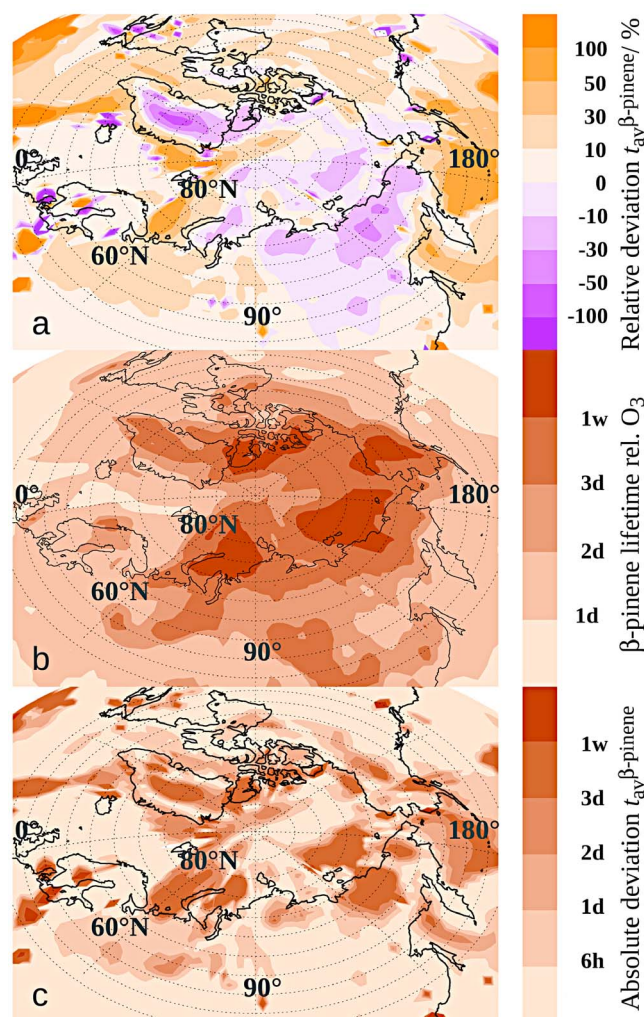 0°
180°
80°N
60°N
90°
a
100
50
30
10
0
-10
-30
-50
-100
Relative deviation tavβ-pinene/ %
0°
180°
80°N
60°N
90°
b
1w
3d
2d
1d
β-pinene lifetime rel. O3
0°
180°
80°N
60°N
90°
c
1w
3d
2d
1d
6h
Absolute deviation tavβ-pinene